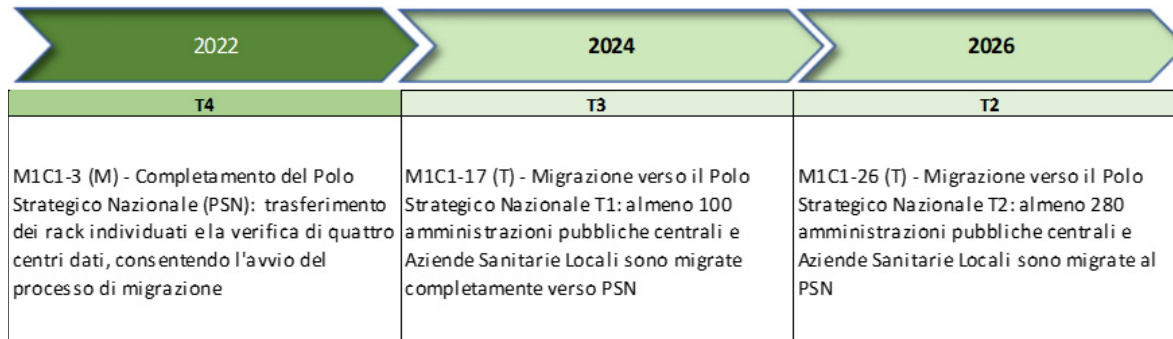 2022
2024
2026
T4
T3
T2
M1C1-3 (M) - Completamento del Polo
Strategico Nazionale (PSN): trasferimento
dei rack individuati e la verifica di quattro
centri dati, consentendo l'avvio del
processo di migrazione
M1C1-17 (T) - Migrazione verso il Polo
Strategico Nazionale T1: almeno 100
amministrazioni pubbliche centrali e
Aziende Sanitarie Locali sono migrate
completamente verso PSN
M1C1-26 (T) - Migrazione verso il Polo
Strategico Nazionale T2: almeno 280
amministrazioni pubbliche centrali e
Aziende Sanitarie Locali sono migrate al
PSN